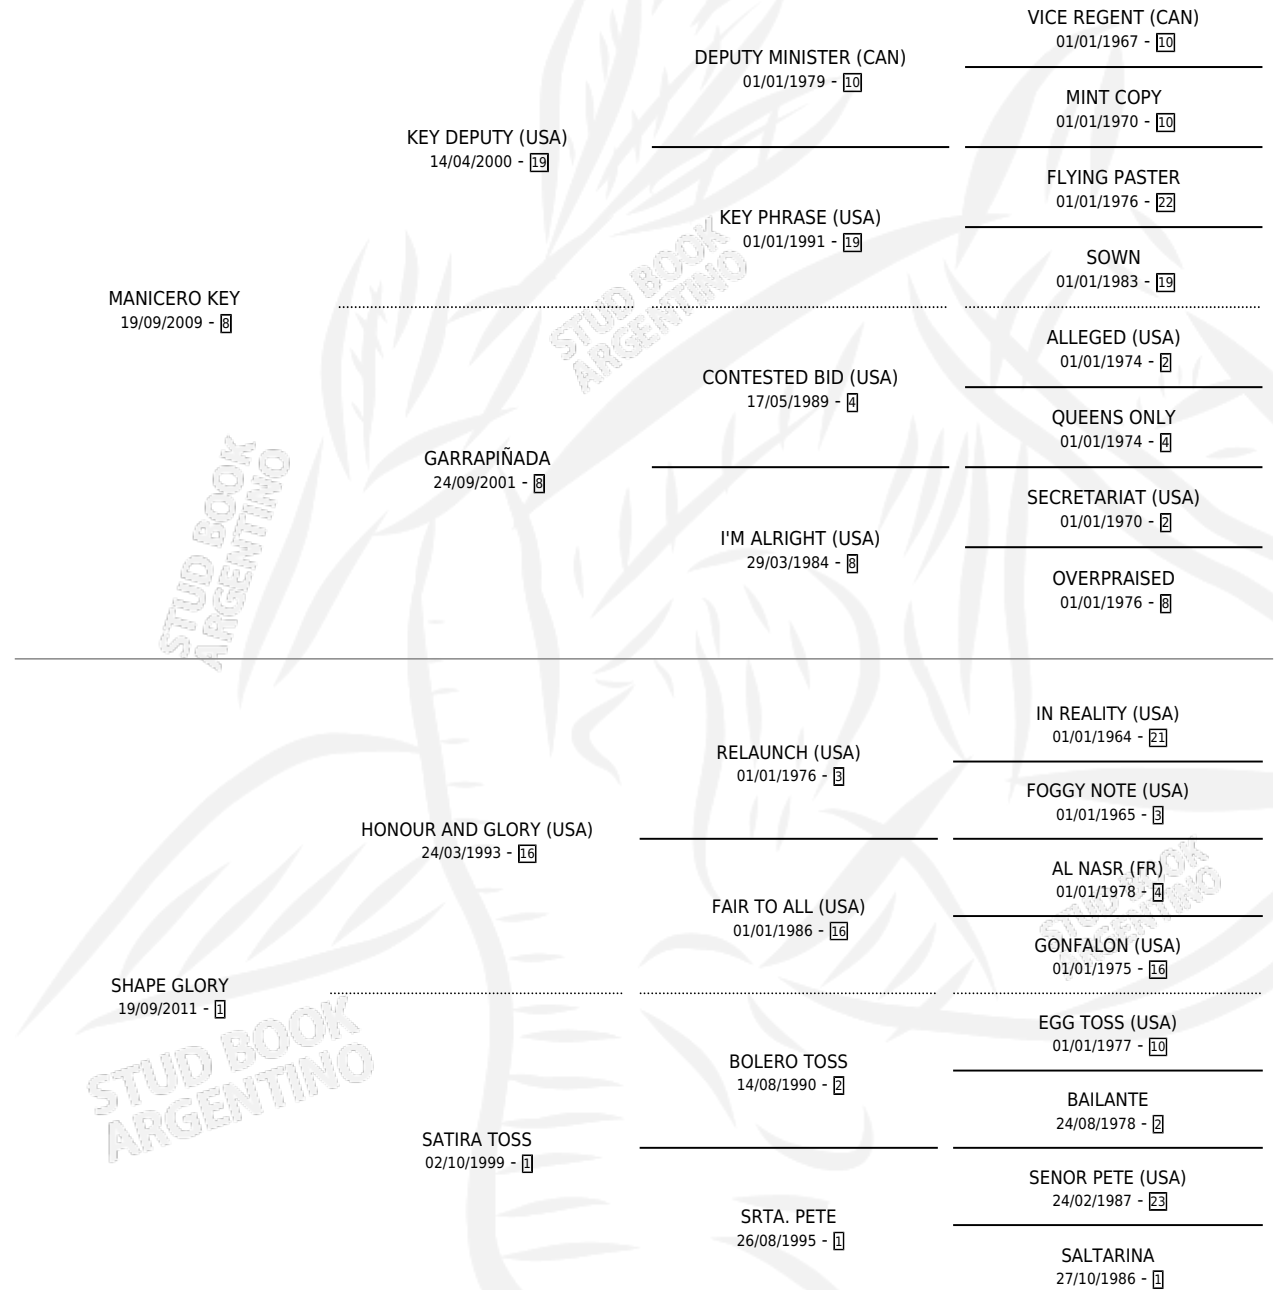 VICE REGENT (CAN)
01/01/1967 - 10
DEPUTY MINISTER (CAN)
01/01/1979 - 10
MINT COPY
01/01/1970 - 10
KEY DEPUTY (USA)
14/04/2000 - 19
FLYING PASTER
01/01/1976 - 22
KEY PHRASE (USA)
01/01/1991 - 19
SOWN
01/01/1983 - 19
MANICERO KEY
19/09/2009 - 8
STUD BOOK
ARGENTINO
ALLEGED (USA)
01/01/1974 - 2
CONTESTED BID (USA)
17/05/1989 - 4
QUEENS ONLY
01/01/1974 - 4
GARRAPIÑADA
24/09/2001 - 8
SECRETARIAT (USA)
01/01/1970 - 2
I'M ALRIGHT (USA)
29/03/1984 - 8
OVERPRAISED
01/01/1976 - 8
STUD BOOK
ARGENTINO
IN REALITY (USA)
01/01/1964 - 21
RELAUNCH (USA)
01/01/1976 - 3
FOGGY NOTE (USA)
01/01/1965 - 3
HONOUR AND GLORY (USA)
24/03/1993 - 16
AL NASR (FR)
01/01/1978 - 4
FAIR TO ALL (USA)
01/01/1986 - 16
STUD BOOK
ARGENTINO
GONFALON (USA)
01/01/1975 - 16
SHAPE GLORY
19/09/2011 - 1
EGG TOSS (USA)
01/01/1977 - 10
BOLERO TOSS
14/08/1990 - 2
STUD BOOK
ARGENTINO
BAILANTE
24/08/1978 - 2
SATIRA TOSS
02/10/1999 - 1
SENOR PETE (USA)
24/02/1987 - 23
SRTA. PETE
26/08/1995 - 1
SALTARINA
27/10/1986 - 1